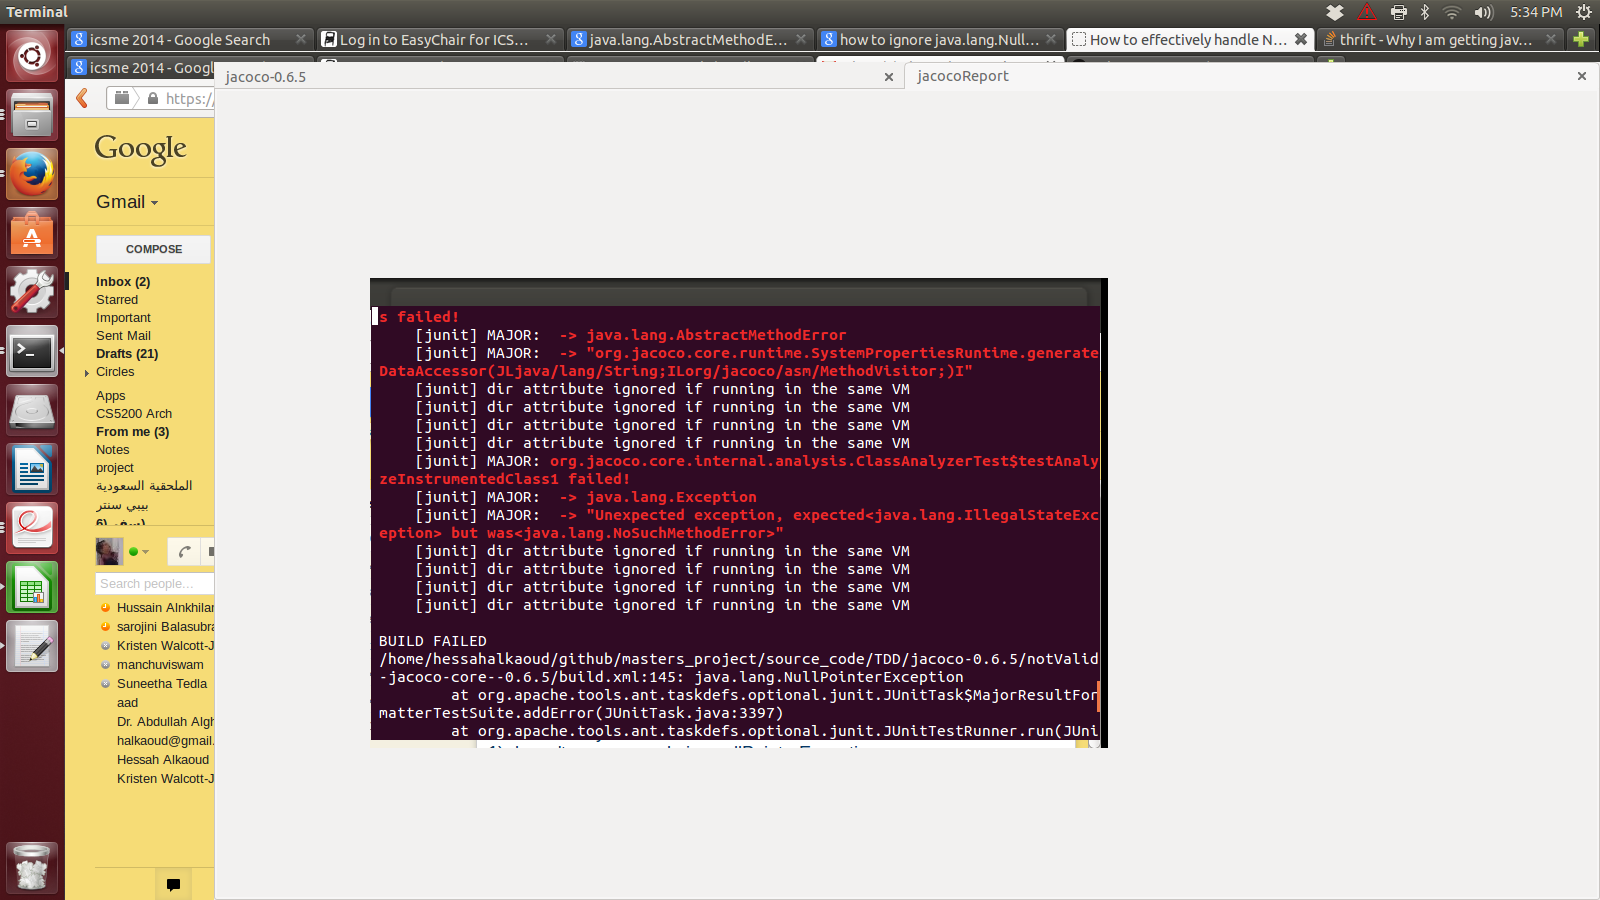 Terminal
5:34 PM
icsme 2014 - Google Search
Log in to EasyChair for ICS...
java.lang.AbstractMethodE...
how to ignore java.lang.Null...
How to effectively handle N...
thrift - Why I am getting jav...
icsme 2014 - Googl
jacoco-0.6.5
jacocoReport
https:/
Google
Gmail
COMPOSE
Inbox (2)
Starred
Important
Sent Mail
Drafts (21)
Circles
Apps
CS5200 Arch
From me (3)
Notes
project
الملحقية السعودية
بيبي سنتر
Search people...
Hussain Alnkhilan
sarojini Balasubra
Kristen Walcott-J
manchuviswam
Suneetha Tedla
aad
Dr. Abdullah Algh
halkaoud@gmail.
Hessah Alkaoud
Kristen Walcott-J
s failed!
[junit] MAJOR:  -> java.lang.AbstractMethodError
[junit] MAJOR:  -> "org.jacoco.core.runtime.SystemPropertiesRuntime.generate
DataAccessor(JLjava/lang/String;ILorg/jacoco/asm/MethodVisitor;)I"
[junit] dir attribute ignored if running in the same VM
[junit] dir attribute ignored if running in the same VM
[junit] dir attribute ignored if running in the same VM
[junit] dir attribute ignored if running in the same VM
[junit] MAJOR: org.jacoco.core.internal.analysis.ClassAnalyzerTest$testAnaly
zeInstrumentedClass1 failed!
[junit] MAJOR:  -> java.lang.Exception
[junit] MAJOR:  -> "Unexpected exception, expected<java.lang.IllegalStateExc
eption> but was<java.lang.NoSuchMethodError>"
[junit] dir attribute ignored if running in the same VM
[junit] dir attribute ignored if running in the same VM
[junit] dir attribute ignored if running in the same VM
[junit] dir attribute ignored if running in the same VM
BUILD FAILED
/home/hessahalkaoud/github/masters_project/source_code/TDD/jacoco-0.6.5/notValid
-jacoco-core--0.6.5/build.xml:145: java.lang.NullPointerException
at org.apache.tools.ant.taskdefs.optional.junit.JUnitTask$MajorResultFor
matterTestSuite.addError(JUnitTask.java:3397)
at org.apache.tools.ant.taskdefs.optional.junit.JUnitTestRunner.run(JUni